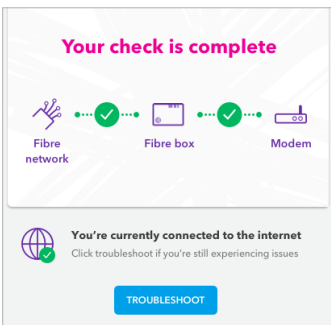 Your check is complete
Fibre
network
Fibre box
Modem
You're currently connected to the internet
Click troubleshoot if you're still experiencing issues
TROUBLESHOOT